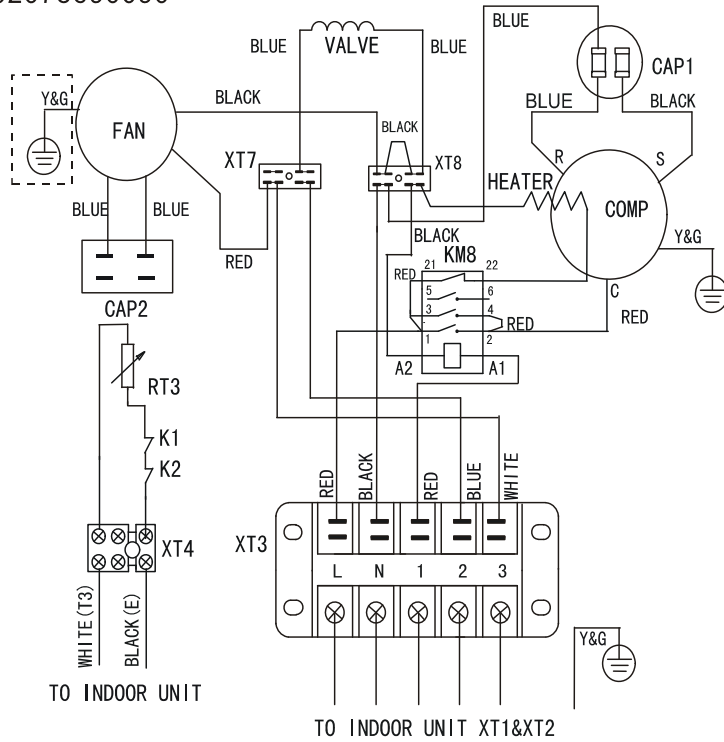 BLUE VALVE BLUE BLUE
CAP1
Y&G
BLACK
BLUE BLACK
FAN
BLACK
R S
XT7 XT8
HEATER
COMP
BLUE BLUE
BLACK
Y&G
RED
KM8
21 22
RED
5 6
C
CAP2
3 4
RED
RED
1 2
A2 A1
RT3
K1
K2
RED BLACK RED BLUE WHITE
XT4
XT3
L N 1 2 3
WHITE(T3) BLACK(E)
Y&G
TO INDOOR UNIT
TO INDOOR UNIT XT1&XT2